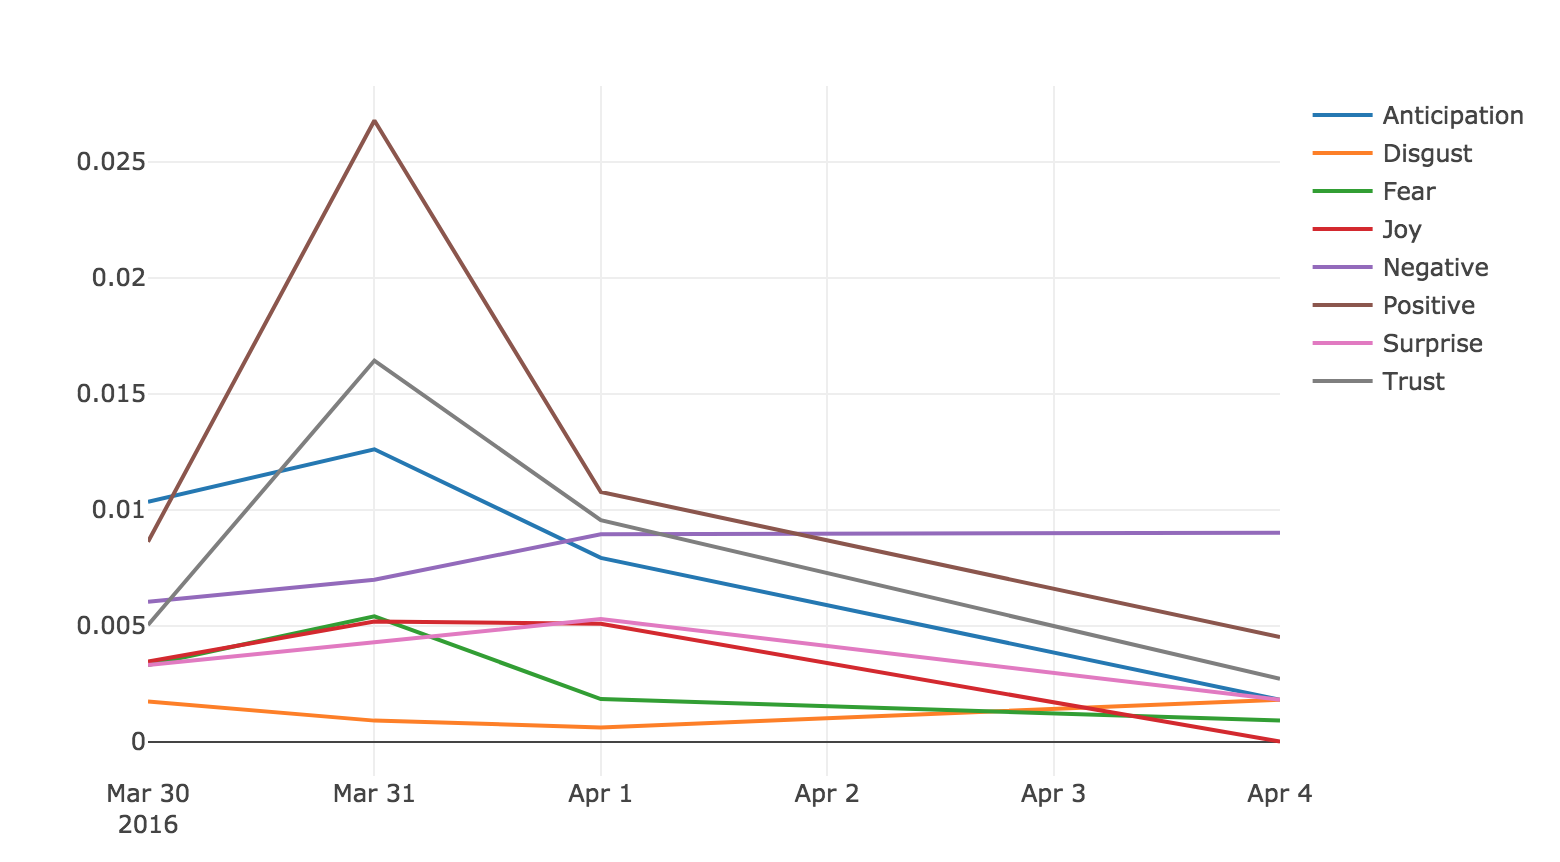 0.025
0.02
0.015
0.01
0.005
0
Mar 30
2016
Mar 31
Apr 1
Apr 2
Apr 3
Apr 4
Anticipation
Disgust
Fear
Joy
Negative
Positive
Surprise
Trust